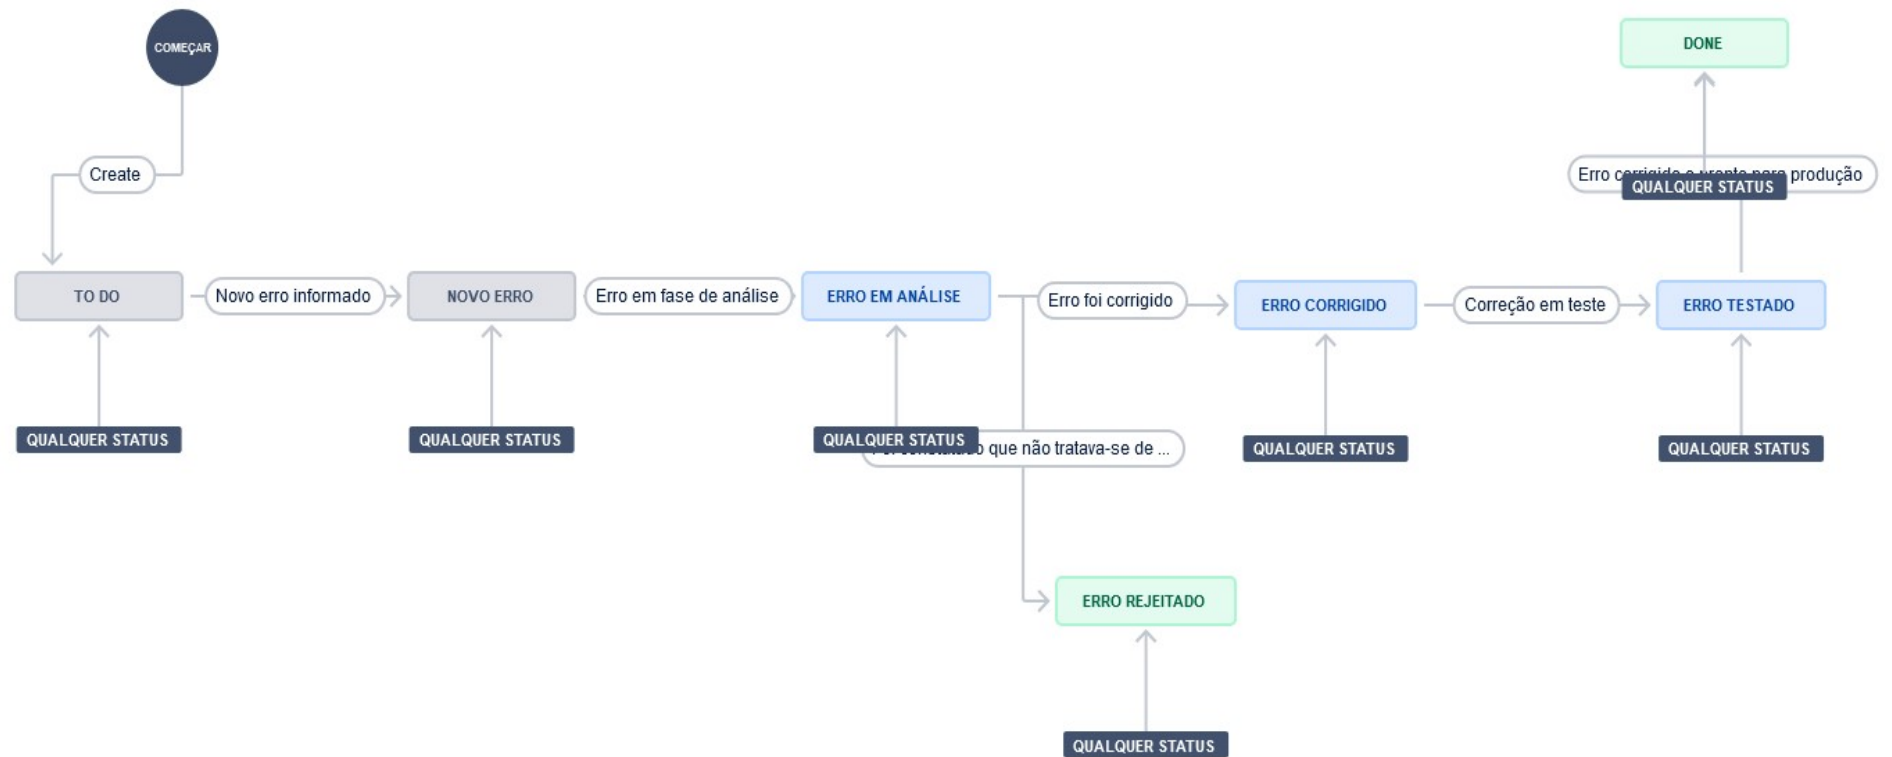 COMEÇAR
DONE
Create
Erro produção
QUALQUER STATUS
TO DO
Novo erro informado
NOVO ERRO
Erro em fase de análise
ERRO EM ANÁLISE
Erro foi corrigido
ERRO CORRIGIDO
Correção em teste
ERRO TESTADO
QUALQUER STATUS
QUALQUER STATUS
QUALQUER STATUS
que não tratava-se de ...
QUALQUER STATUS
QUALQUER STATUS
ERRO REJEITADO
QUALQUER STATUS